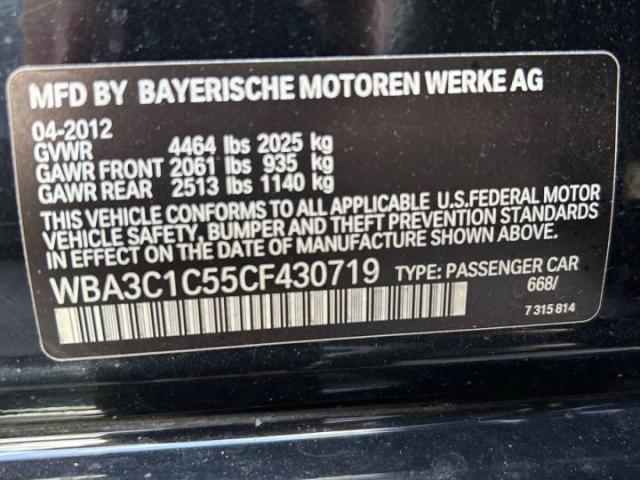 MFD BY BAYERISCHE MOTOREN WERKE AG
04-2012
GVWR 4464 lbs 2025 kg
GAWR FRONT 2061 lbs 935 kg
GAWR REAR 2513 lbs 1140 kg
THIS VEHICLE CONFORMS TO ALL APPLICABLE U.S.FEDERAL MOTOR
VEHICLE SAFETY, BUMPER AND THEFT PREVENTION STANDARDS
IN EFFECT ON THE DATE OF MANUFACTURE SHOWN ABOVE.
WBA3C1C55CF430719 TYPE: PASSENGER CAR
668/
7 315 814